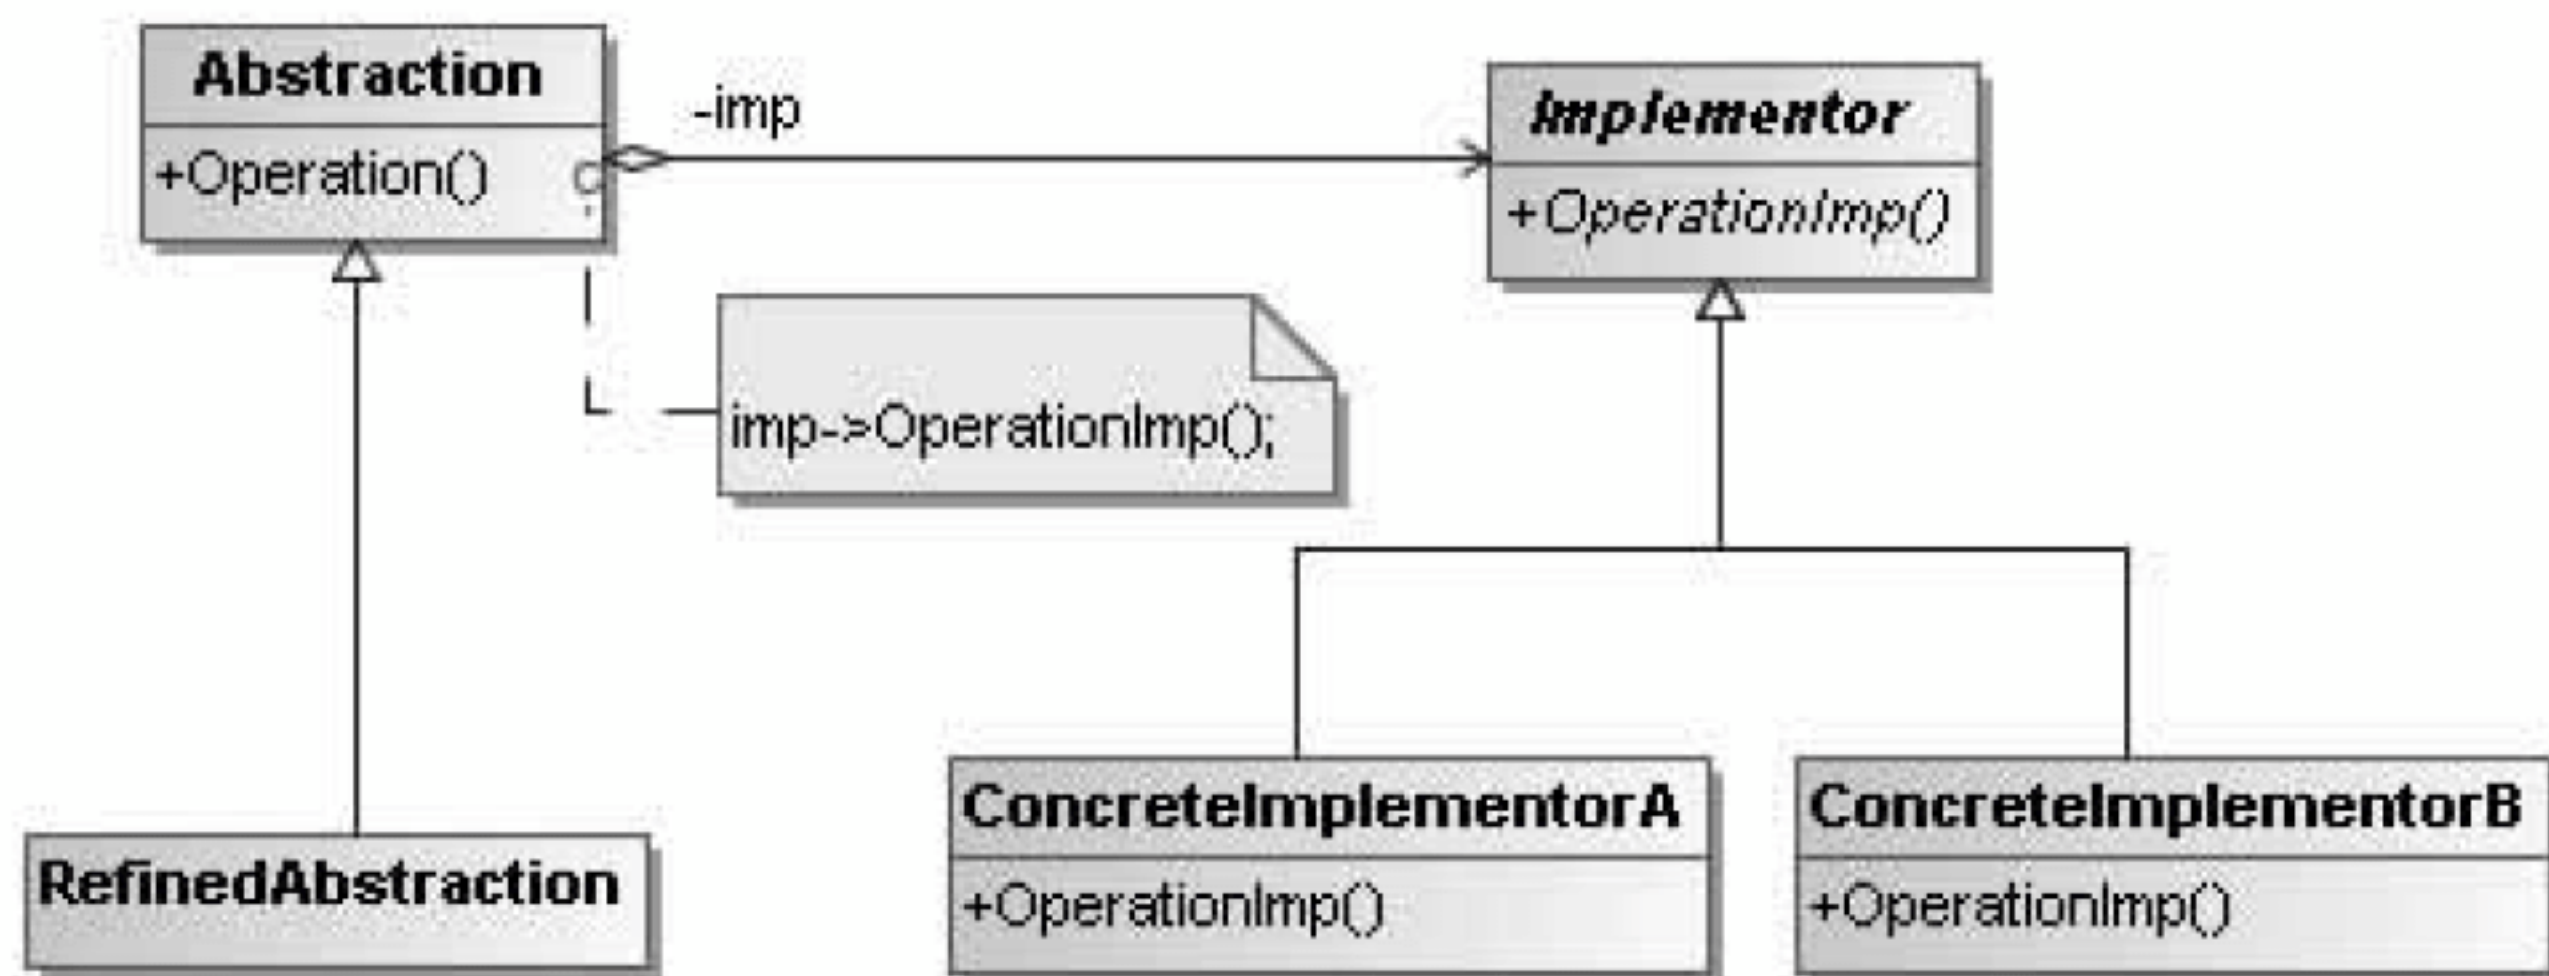 Abstraction
+Operation()
-imp
Implementor
+OperationImp()
imp->OperationImp();
RefinedAbstraction
ConcreteImplementorA
+OperationImp()
ConcreteImplementorB
+OperationImp()